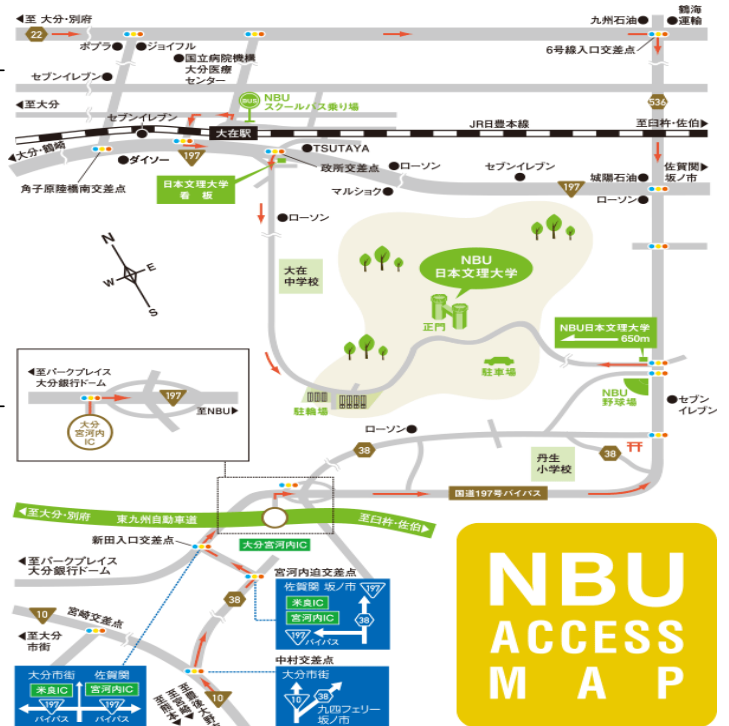 ◀至 大分・別府
22
九州石油
鶴海
運輸
ポプラ
ジョイフル
国立病院機構
大分医療
センター
6号線入口交差点
セブンイレブン
◀至大分
セブンイレブン
BUS
NBU
スクールバス乗り場
536
大在駅
JR日豊本線
至臼杵・佐伯▶
◀大分・鶴崎
ダイソー
197
TSUTAYA
政所交差点
ローソン
セブンイレブン
城陽石油
佐賀関▶
坂ノ市
角子原陸橋南交差点
日本文理大学
看 板
マルショク
197
ローソン
ローソン
N
W
E
S
大在
中学校
NBU
日本文理大学
正門
NBU日本文理大学
650m
駐車場
駐輪場
NBU
野球場
セブン
イレブン
◀至パークプレイス
大分銀行ドーム
197
至NBU▶
大分
宮河内
IC
ローソン
38
丹生
小学校
38
国道197号バイパス
◀至大分・別府
東九州自動車道
至臼杵・佐伯▶
新田入口交差点
大分宮河内IC
◀至パークプレイス
大分銀行ドーム
宮河内迫交差点
38
佐賀関 坂ノ市
197
米良IC
宮河内IC
38
197
バイパス
10
宮崎交差点
◀至大分
市街
中村交差点
大分市街
10
38
九四フェリー
坂ノ市
大分市街
佐賀関
米良IC
宮河内IC
197
バイパス
197
バイパス
10
NBU
ACCESS
MAP